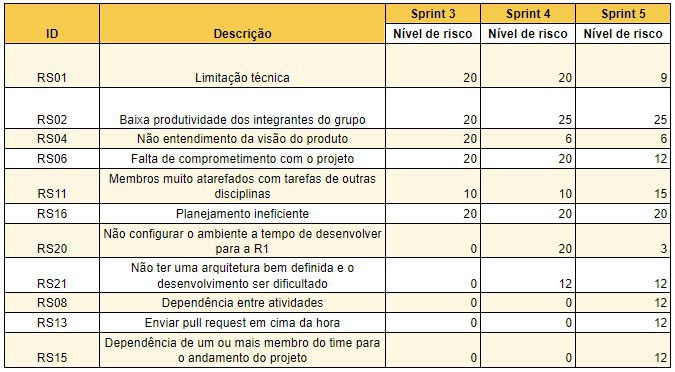 ID Descrição Sprint 3 Sprint 4 Sprint 5
Nível de risco Nível de risco Nível de risco
RS01 Limitação técnica 20 20 9
RS02 Baixa produtividade dos integrantes do grupo 20 25 25
RS04 Não entendimento da visão do produto 20 6 6
RS06 Falta de comprometimento com o projeto 20 20 12
RS11 Membros muito atarefados com tarefas de outras
disciplinas 10 10 15
RS16 Planejamento ineficiente 20 20 20
RS20 Não configurar o ambiente a tempo de desenvolver
para a R1 0 20 3
RS21 Não ter uma arquitetura bem definida e o
desenvolvimento ser dificultado 0 12 12
RS08 Dependência entre atividades 0 0 12
RS13 Enviar pull request em cima da hora 0 0 12
RS15 Dependência de um ou mais membro do time para
o andamento do projeto 0 0 12